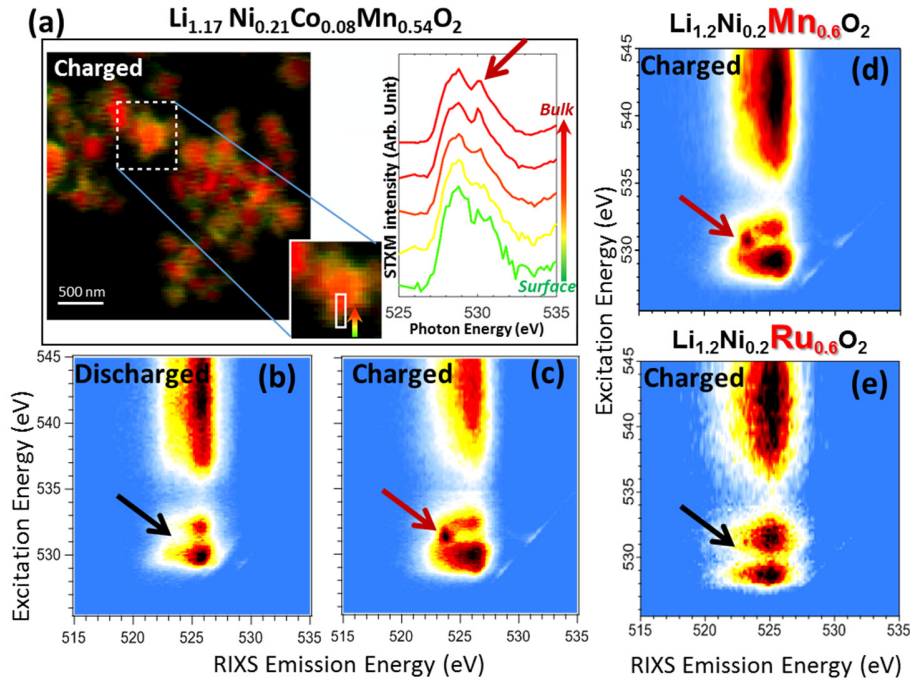 (a)
Li1.17 Ni0.21Co0.08Mn0.54O2
Charged
500 nm
STXM intensity (Arb. Unit)
Bulk
Surface
525 530 535
Photon Energy (eV)
Discharged
(b)
545
540
535
530
515 520 525 530 535
Charged
(c)
515 520 525 530 535
Excitation Energy (eV)
RIXS Emission Energy (eV)
Li1.2Ni0.2Mn0.6O2
Charged
(d)
545
540
535
530
Li1.2Ni0.2Ru0.6O2
Charged
(e)
545
540
535
530
515 520 525 530 535
Excitation Energy (eV)
RIXS Emission Energy (eV)